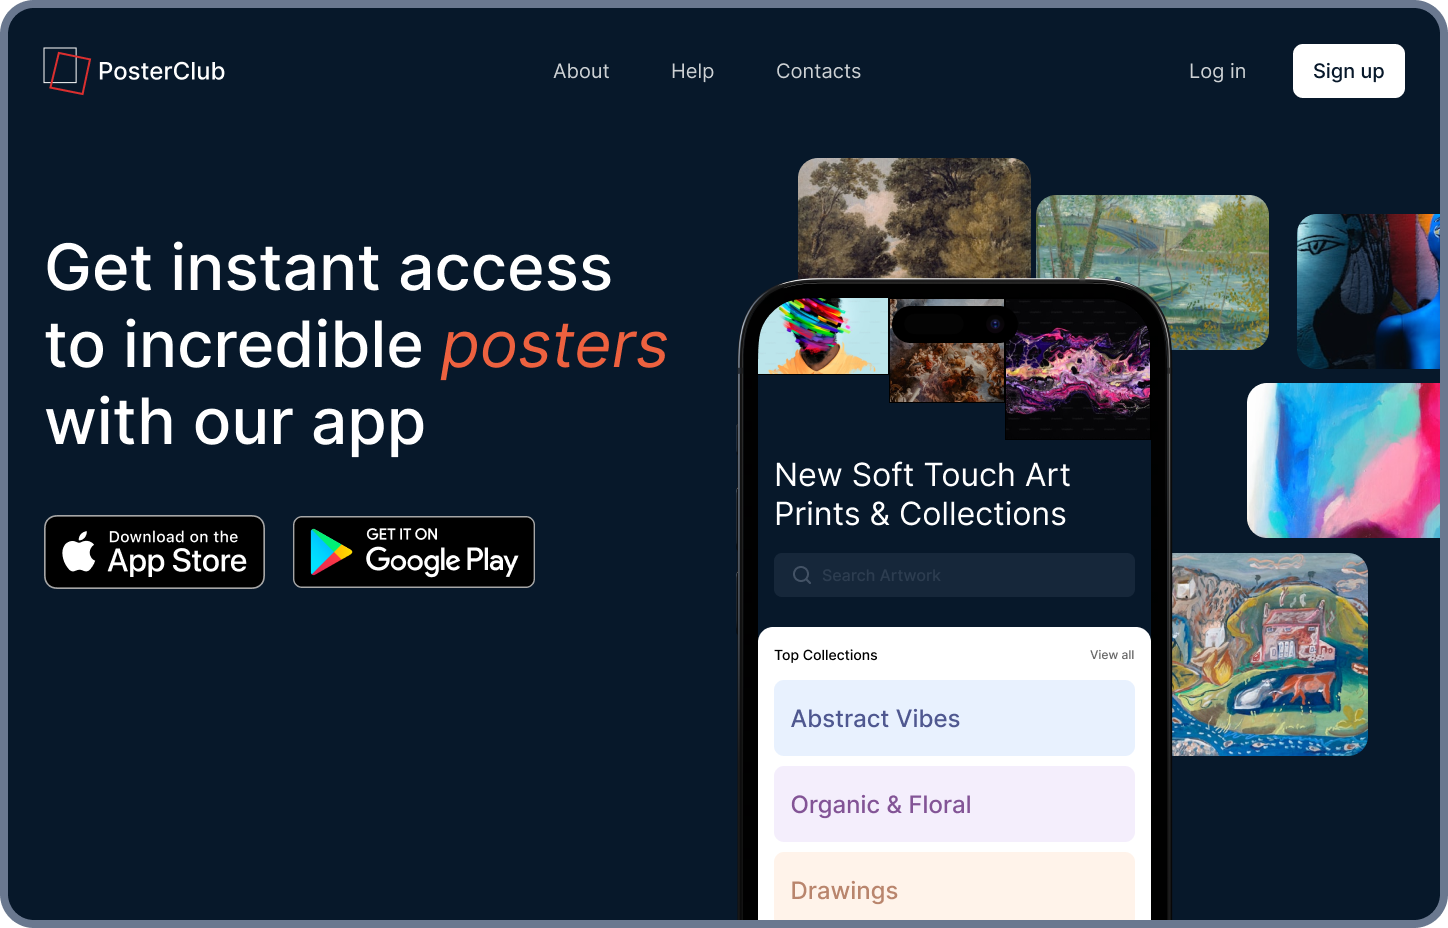 PosterClub
About
Help
Contacts
Log in
Sign up
Get instant access
to incredible posters
with our app
Download on the
App Store
GET IT ON
Google Play
New Soft Touch Art
Prints & Collections
Search Artwork
Top Collections
View all
Abstract Vibes
Organic & Floral
Drawings